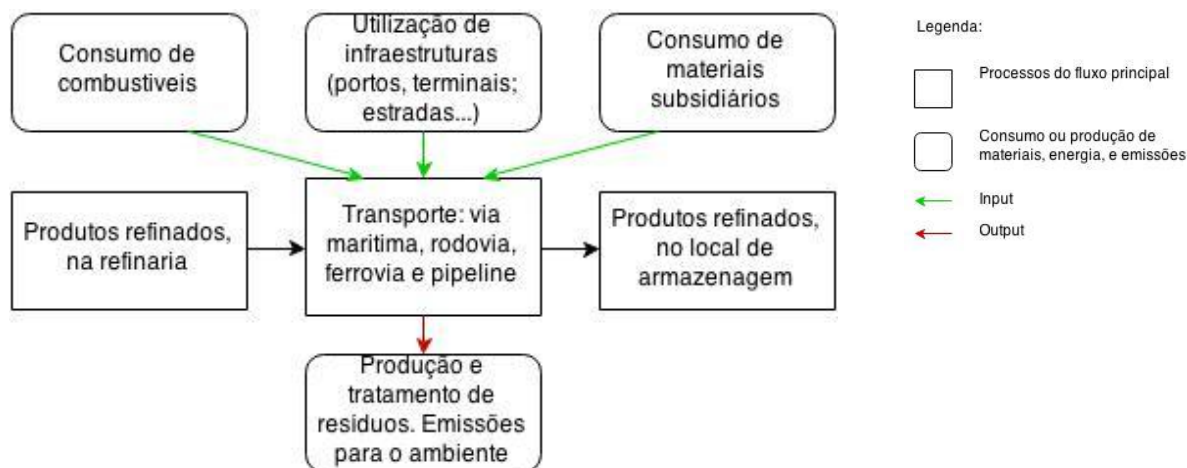 Consumo de
combustiveis
Utilização de
infraestruturas
(portos, terminais;
estradas...)
Consumo de
materiais
subsidiários
Legenda:
Processos do fluxo principal
Consumo ou produção de
materiais, energia, e emissões
Input
Output
Produtos refinados,
na refinaria
Transporte: via
maritima, rodovia,
ferrovia e pipeline
Produtos refinados,
no local de
armazenagem
Produção e
tratamento de
residuos. Emissões
para o ambiente